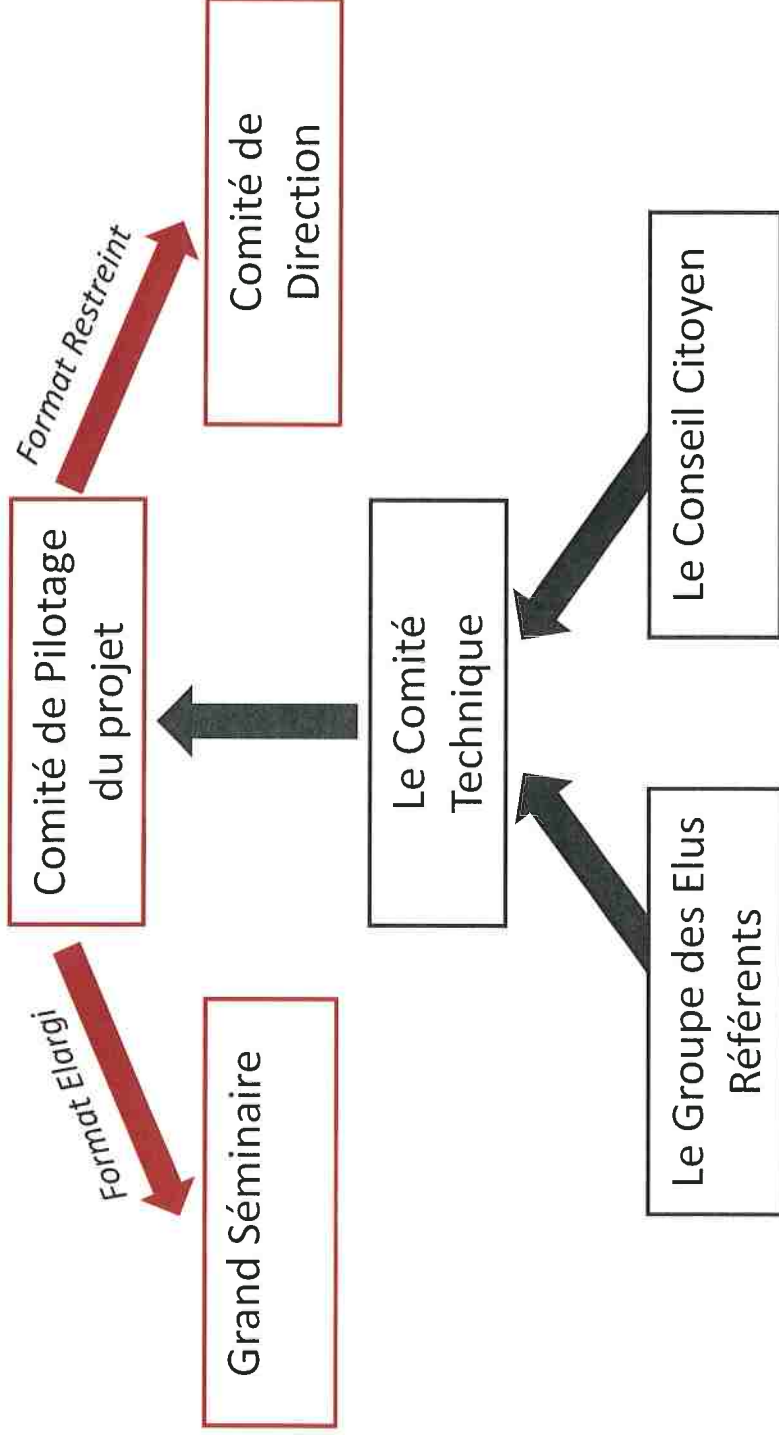 Comité de Pilotage
du projet
Format Elargi
Format Restreint
Grand Séminaire
Comité de
Direction
Le Comité
Technique
Le Groupe des Elus
Référents
Le Conseil Citoyen